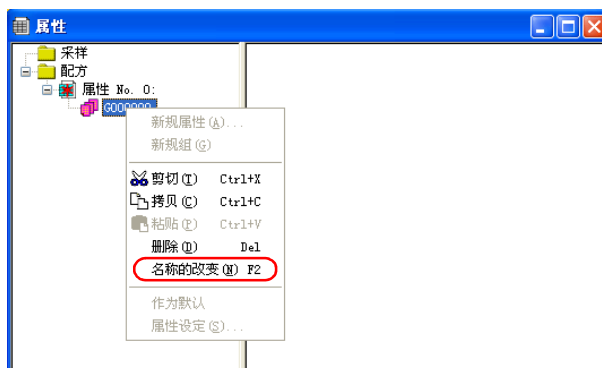 属性
采样
配方
属性 No. 0:
G000000
新规属性(A)...
新规组(G)
剪切(T) Ctrl+X
拷贝(C) Ctrl+C
粘贴(P) Ctrl+V
删除(D) Del
名称的改变(N) F2
作为默认
属性设定(S)...